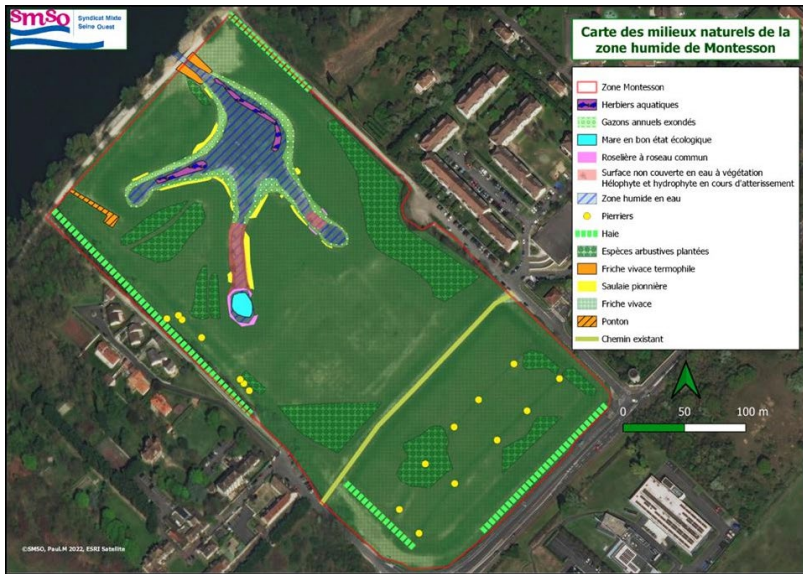 smso
Syndicat Mixte
Seine Ouest
Carte des milieux naturels de la
zone humide de Montesson
Zone Montesson
Herbiers aquatiques
Gazons annuels exondés
Mare en bon état écologique
Roselière à roseau commun
Surface non couverte en eau à végétation
Hélophyte et hydrophyte en cours d'atterissement
Zone humide en eau
Pierriers
Haie
Espèces arbustives plantées
Friche vivace termophile
Saulaie pionnière
Friche vivace
Ponton
Chemin existant
0 50 100 m
©SMSO, Paul.M 2022, ESRI Satellite